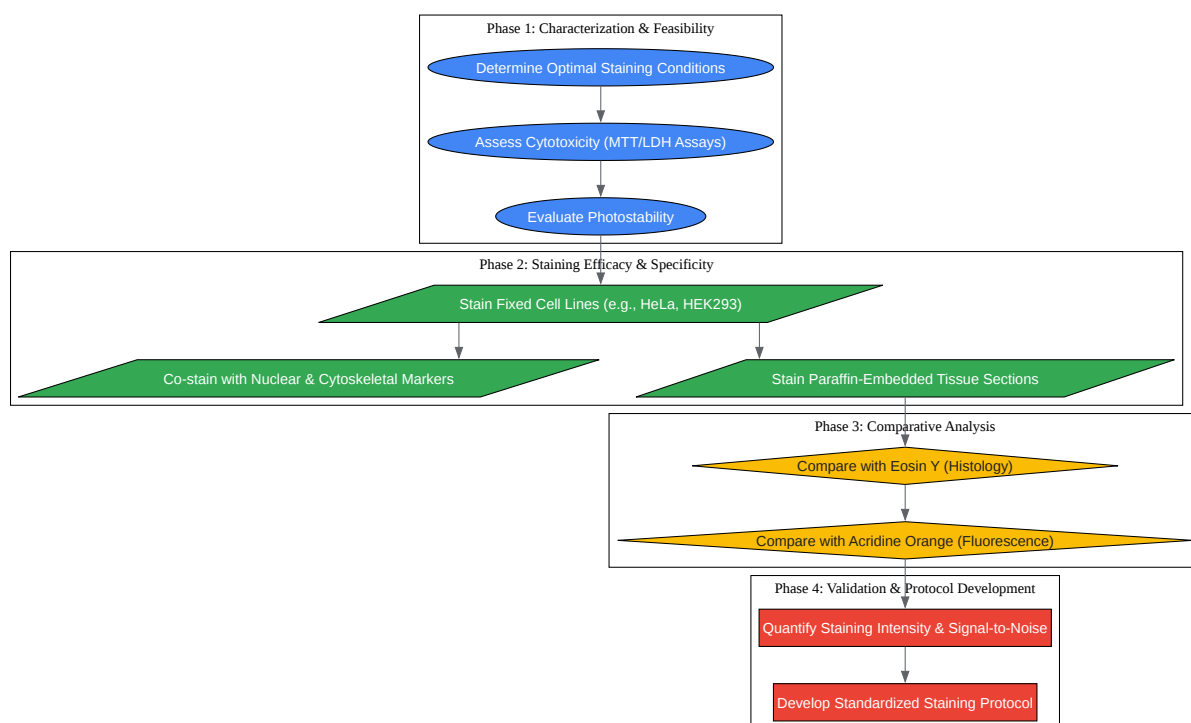 Phase 1: Characterization & Feasibility
Determine Optimal Staining Conditions
Assess Cytotoxicity (MTT/LDH Assays)
Evaluate Photostability
Phase 2: Staining Efficacy & Specificity
Stain Fixed Cell Lines (e.g., HeLa, HEK293)
Co-stain with Nuclear & Cytoskeletal Markers
Stain Paraffin-Embedded Tissue Sections
Phase 3: Comparative Analysis
Compare with Eosin Y (Histology)
Compare with Acridine Orange (Fluorescence)
Phase 4: Validation & Protocol Development
Quantify Staining Intensity & Signal-to-Noise
Develop Standardized Staining Protocol